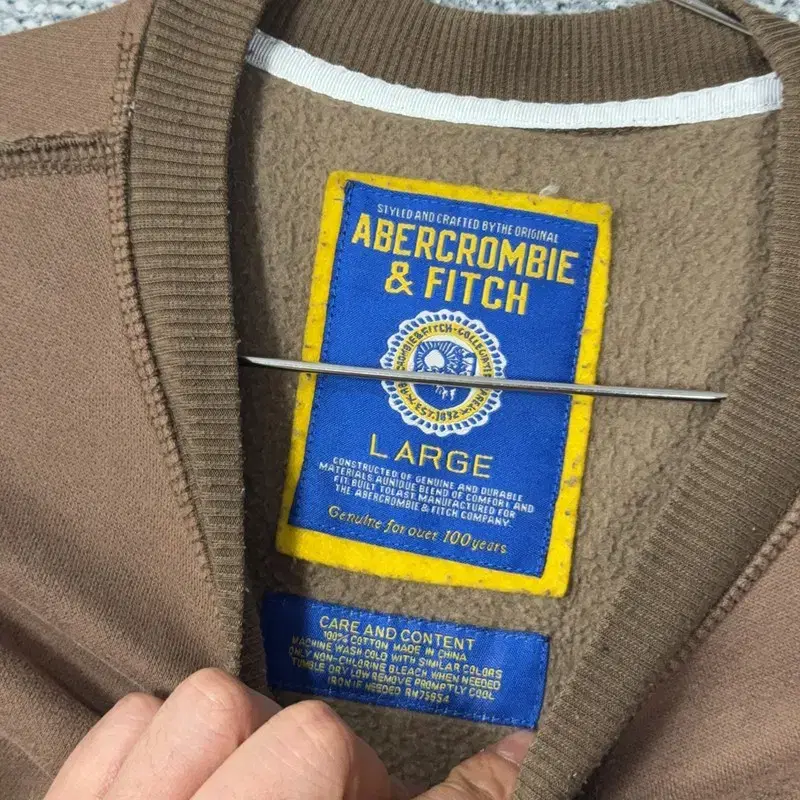 STYLED AND CRAFTED BY THE ORIGINAL
ABERCROMBIE
& FITCH
LARGE
CONSTRUCTED OF GENUINE AND DURABLE
MATERIALS. AUNIQUE BLEND OF COMFORT AND
FIT. BUILT TOLAST. MANUFACTURED FOR
THE ABERCROMBIE & FITCH COMPANY.
Genuine for over 100 years
CARE AND CONTENT
100% COTTON MADE IN CHINA
MACHINE WASH COLD WITH SIMILAR COLORS
ONLY NON-CHLORINE BLEACH WHEN NEEDED
TUMBLE DRY LOW REMOVE PROMPTLY COOL
IRON IF NEEDED RN75654